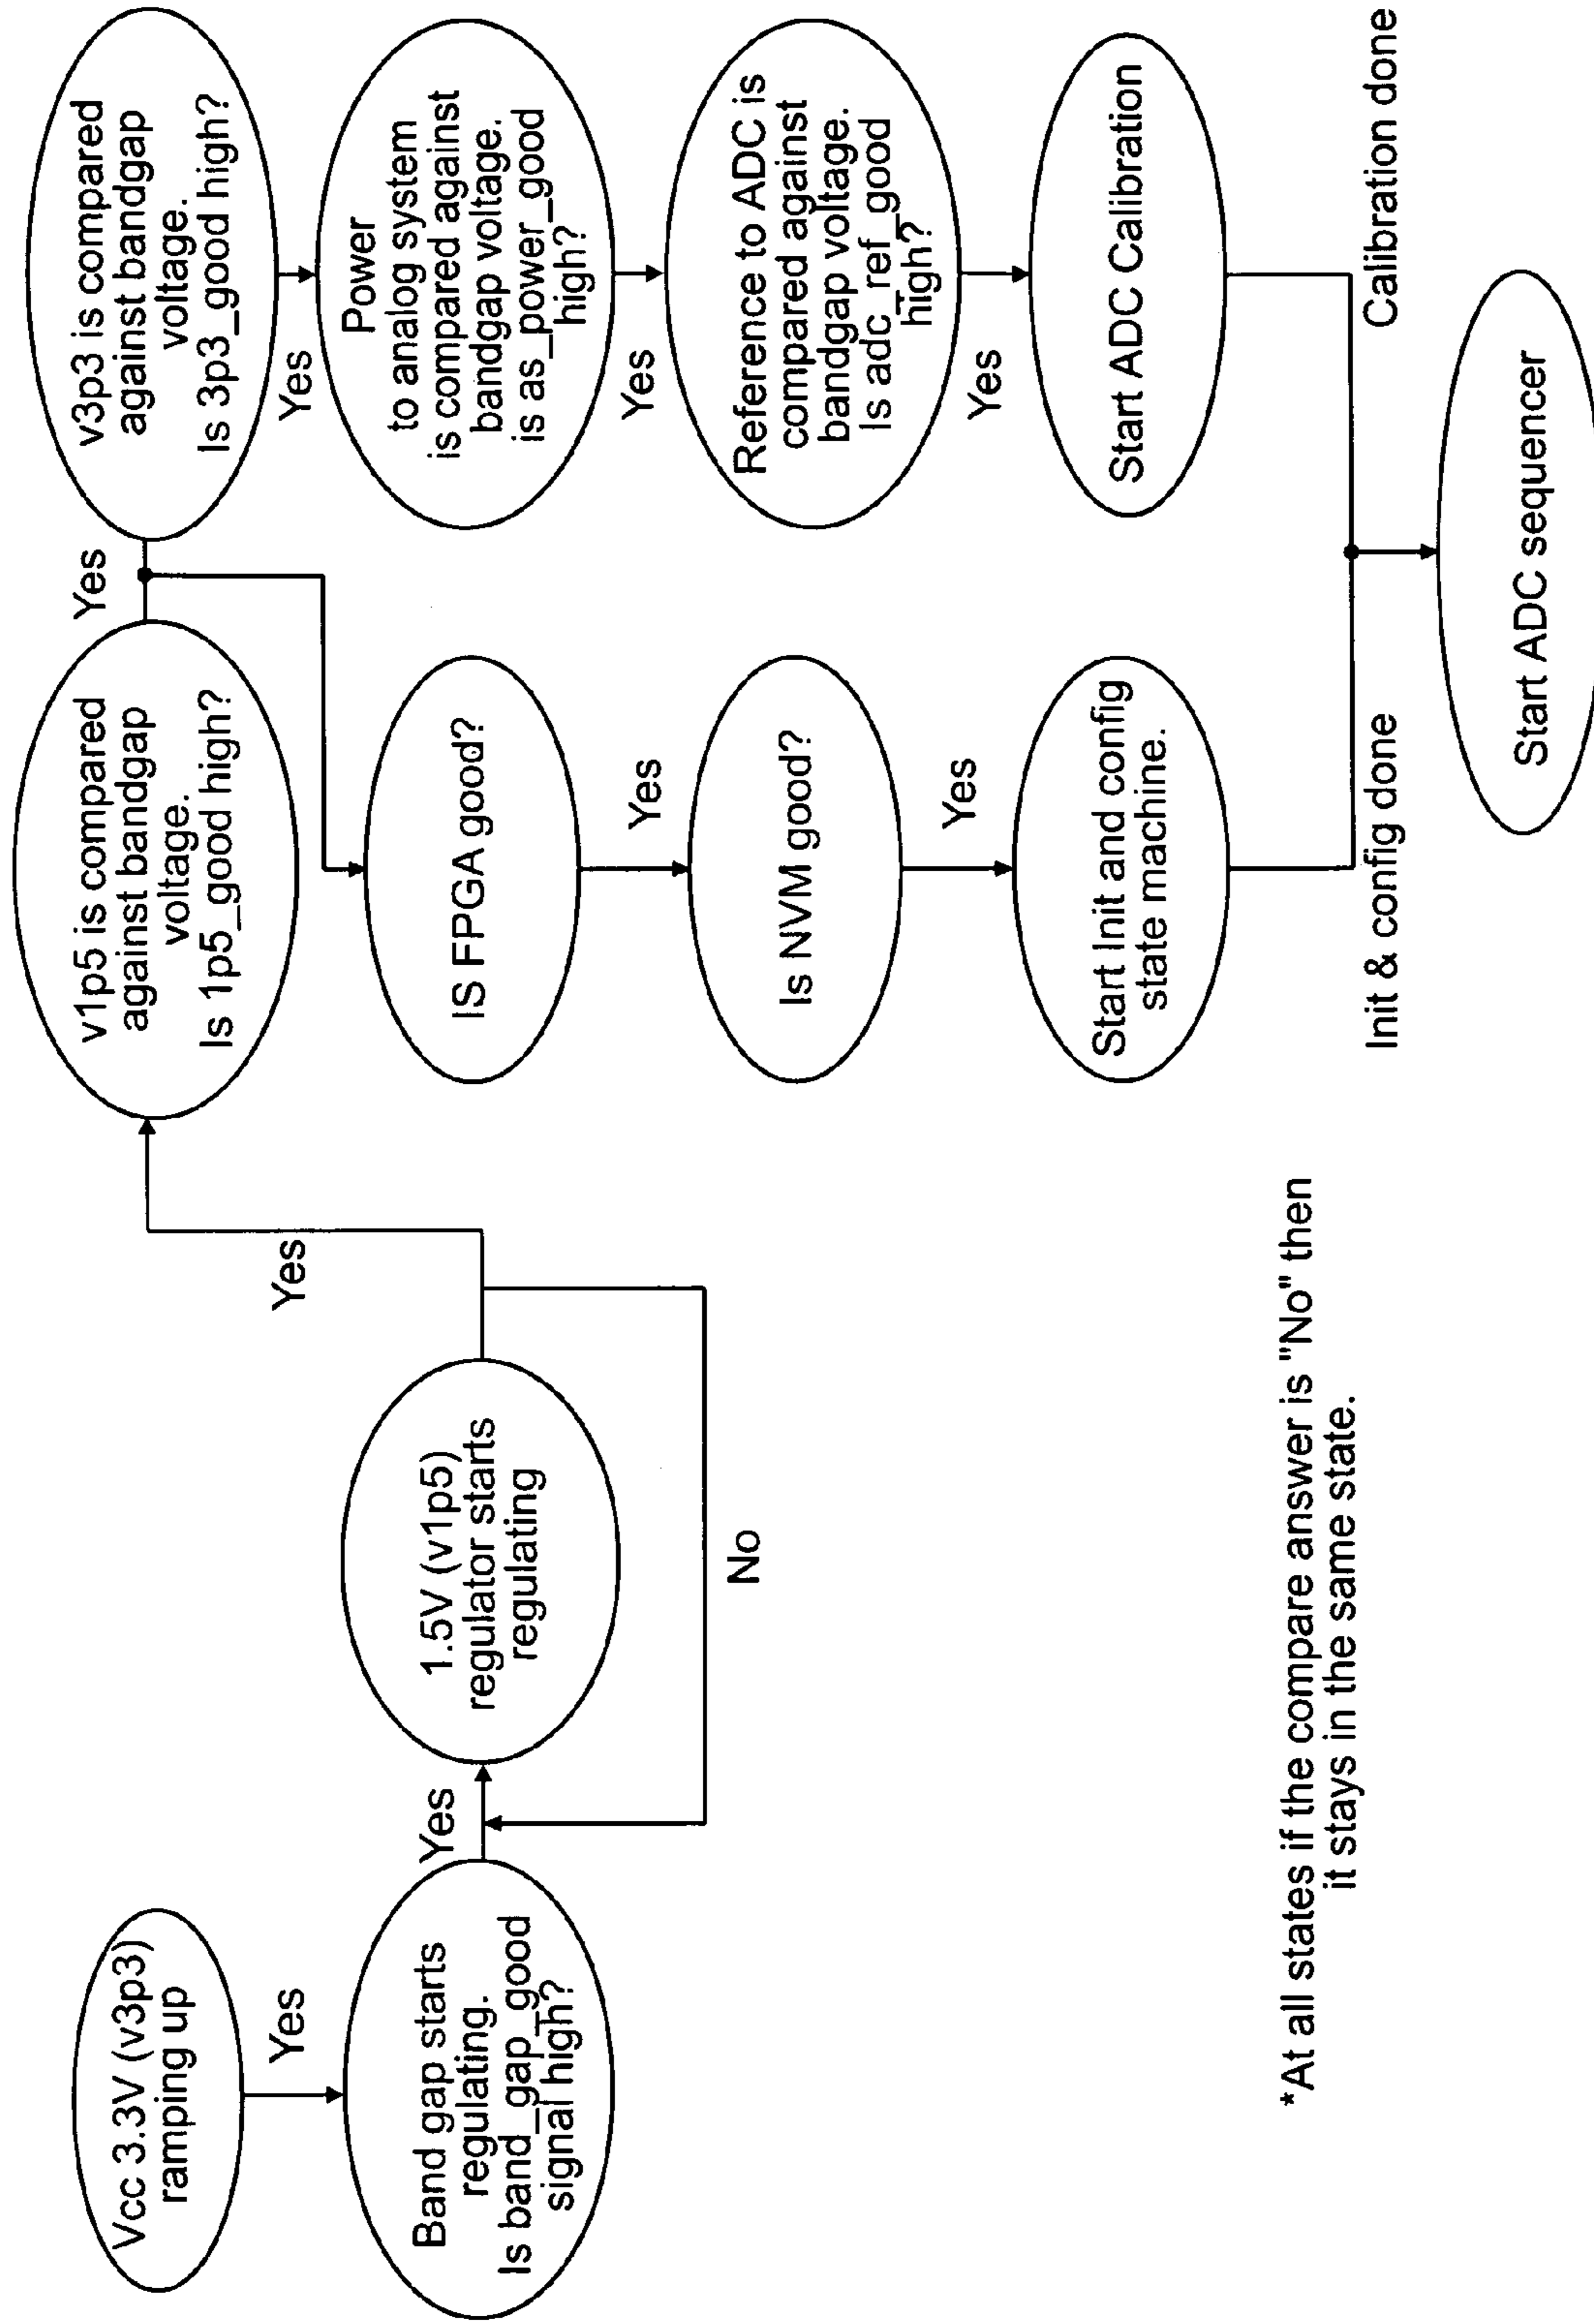 Vcc 3.3V (v3p3)
ramping up
Yes
Band gap starts
regulating.
Is band_gap_good
signal high?
Yes
1.5V (v1p5)
regulator starts
regulating
No
Yes
v1p5 is compared
against bandgap
voltage.
Is 1p5_good high?
Yes
IS FPGA good?
Yes
Is NVM good?
Yes
Start Init and config
state machine.
Init & config done
v3p3 is compared
against bandgap
voltage.
Is 3p3_good high?
Yes
Power
to analog system
is compared against
bandgap voltage.
is as_power_good
high?
Yes
Reference to ADC is
compared against
bandgap voltage.
Is adc_ref_good
high?
Yes
Start ADC Calibration
Calibration done
Start ADC sequencer
*At all states if the compare answer is "No" then
it stays in the same state.